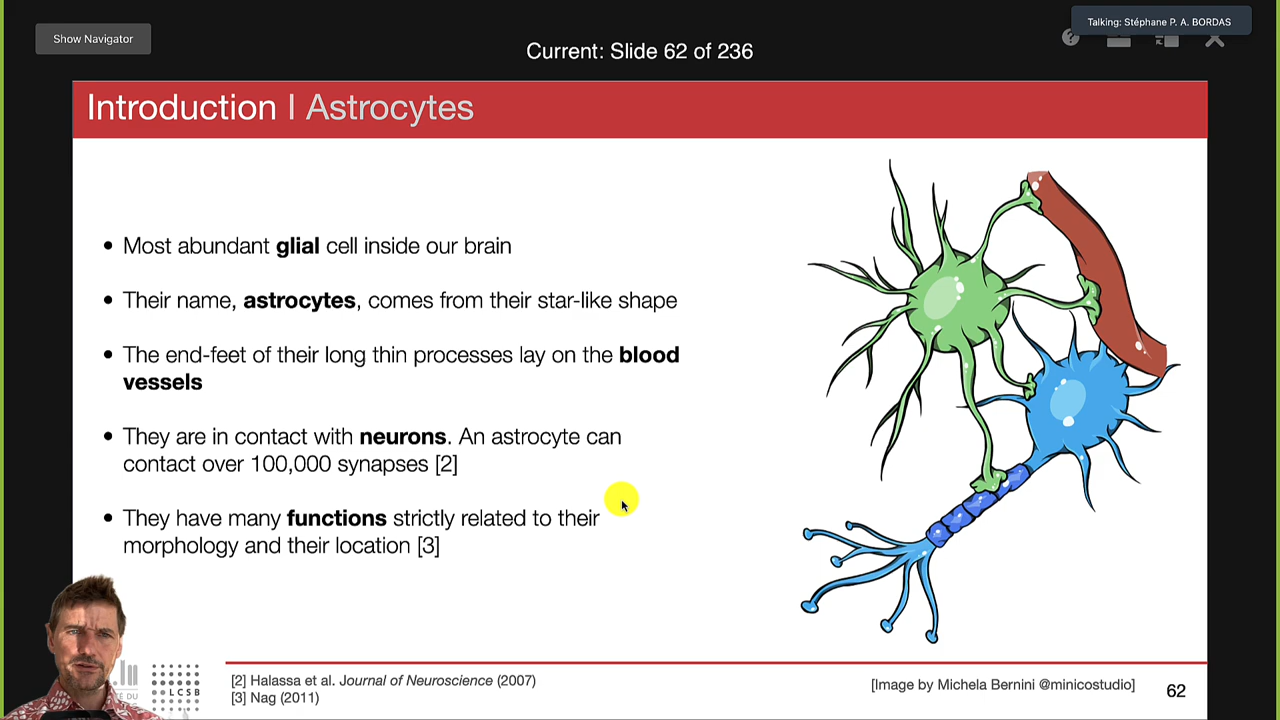 Talking: Stéphane P. A. BORDAS
Show Navigator
Current: Slide 62 of 236
Introduction | Astrocytes
• Most abundant glial cell inside our brain
• Their name, astrocytes, comes from their star-like shape
• The end-feet of their long thin processes lay on the blood
vessels
• They are in contact with neurons. An astrocyte can
contact over 100,000 synapses [2]
• They have many functions strictly related to their
morphology and their location [3]
LCSB
[2] Halassa et al. Journal of Neuroscience (2007)
[3] Nag (2011)
[Image by Michela Bernini @minicostudio]
62